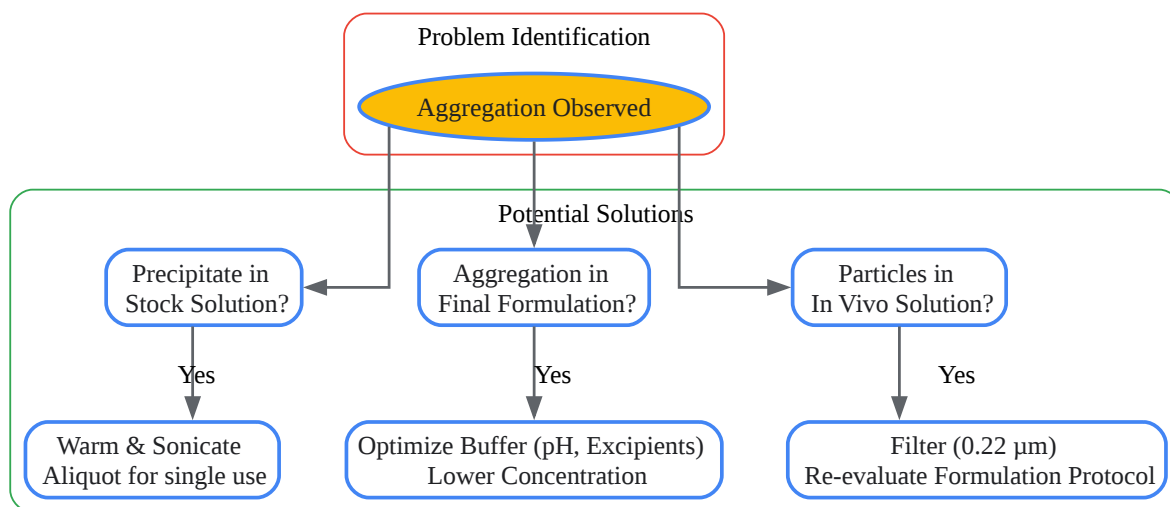 Problem Identification
Aggregation Observed
Potential Solutions
Precipitate in
Stock Solution?
Aggregation in
Final Formulation?
Particles in
In Vivo Solution?
Yes
Yes
Yes
Warm & Sonicate
Aliquot for single use
Optimize Buffer (pH, Excipients)
Lower Concentration
Filter (0.22 µm)
Re-evaluate Formulation Protocol